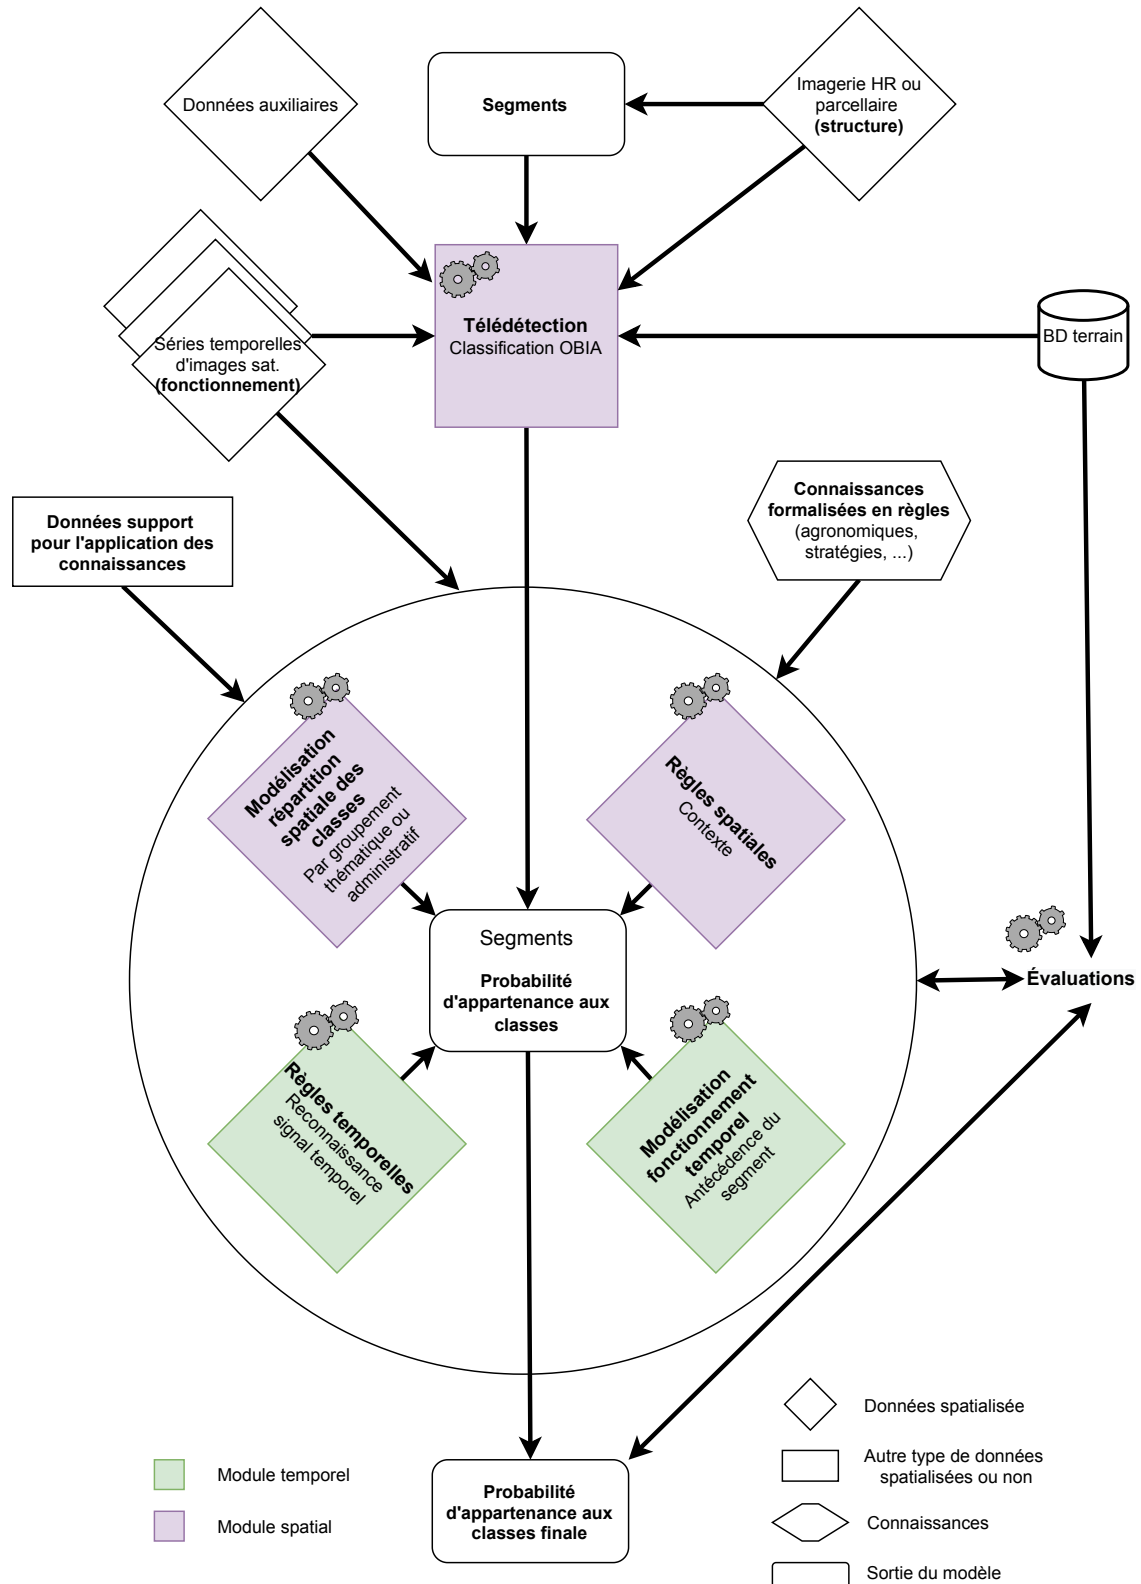 Données auxiliaires
Segments
Imagerie HR ou
parcellaire
(structure)
Télédétection
Classification OBIA
Séries temporelles
d'images sat.
(fonctionnement)
BD terrain
Données support
pour l'application des
connaissances
Connaissances
formalisées en règles
(agronomiques,
stratégies, ...)
Modélisation
répartition
spatiale des
classes
Par groupement
thématique ou
administratif
Règles spatiales
Contexte
Segments
Probabilité
d'appartenance aux
classes
Évaluations
Règles temporelles
Reconnaissance
signal temporel
Modélisation
fonctionnement
temporel
Antécédence du
segment
Probabilité
d'appartenance aux
classes finale
Module temporel
Module spatial
Données spatialisée
Autre type de données
spatialisées ou non
Connaissances
Sortie du modèle